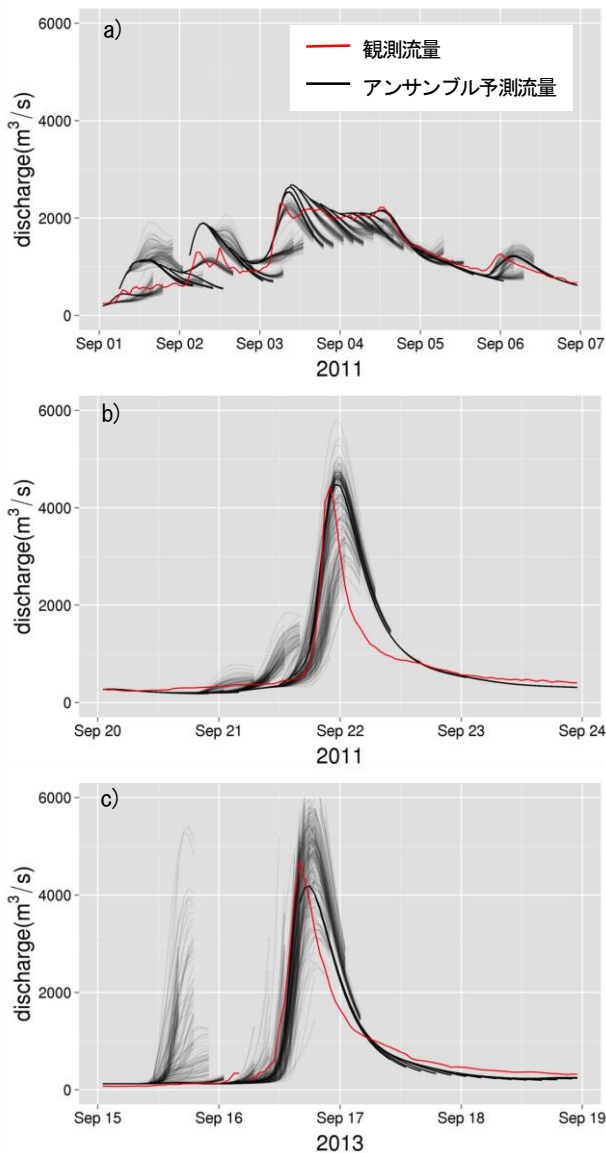 a)
観測流量
アンサンブル予測流量
discharge(m³/s)
6000
4000
2000
0
Sep 01 Sep 02 Sep 03 Sep 04 Sep 05 Sep 06 Sep 07
2011
b)
discharge(m³/s)
6000
4000
2000
0
Sep 20 Sep 21 Sep 22 Sep 23 Sep 24
2011
c)
discharge(m³/s)
6000
4000
2000
0
Sep 15 Sep 16 Sep 17 Sep 18 Sep 19
2013